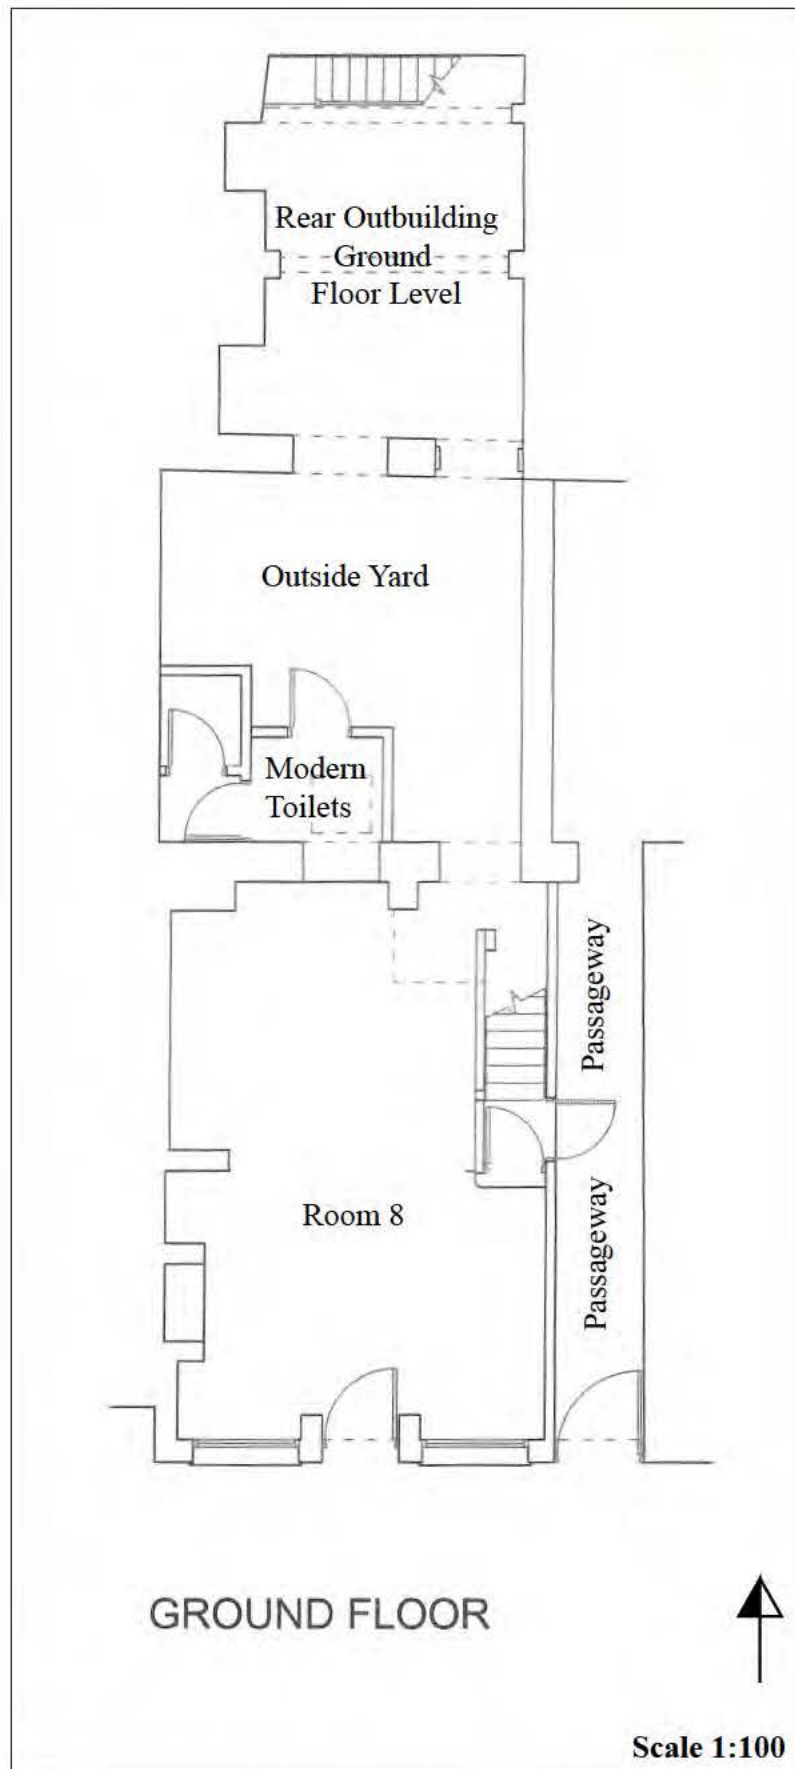 Rear Outbuilding
Ground
Floor Level
Outside Yard
Modern
Toilets
Passageway
Passageway
Room 8
GROUND FLOOR
Scale 1:100